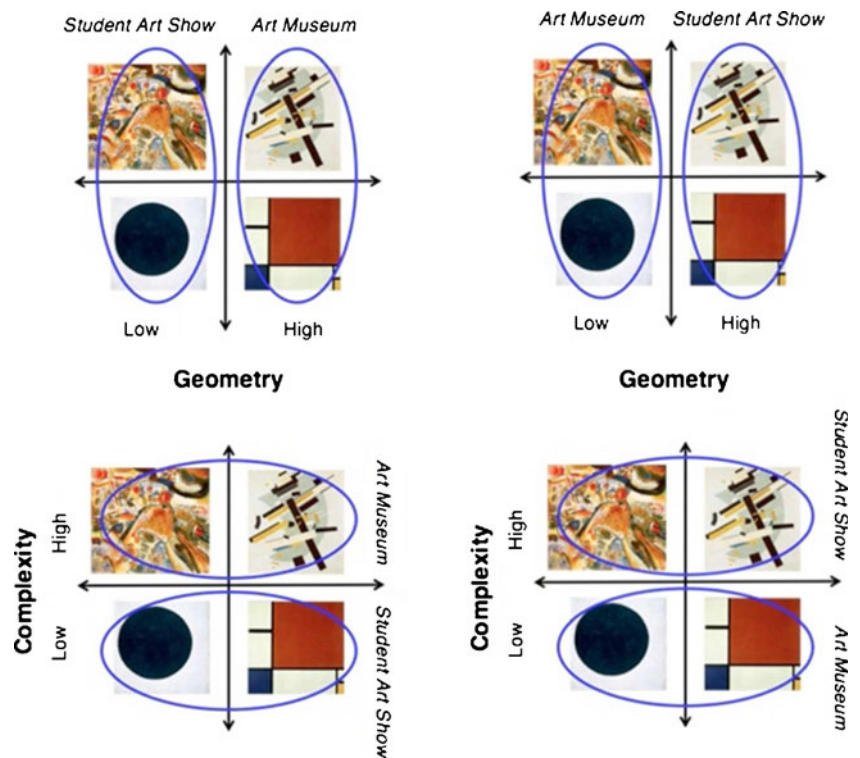 Student Art Show Art Museum
Low High
Geometry
Art Museum Student Art Show
Low High
Geometry
Complexity
High
Low
Art Museum
Student Art Show
Complexity
High
Low
Student Art Show
Art Museum